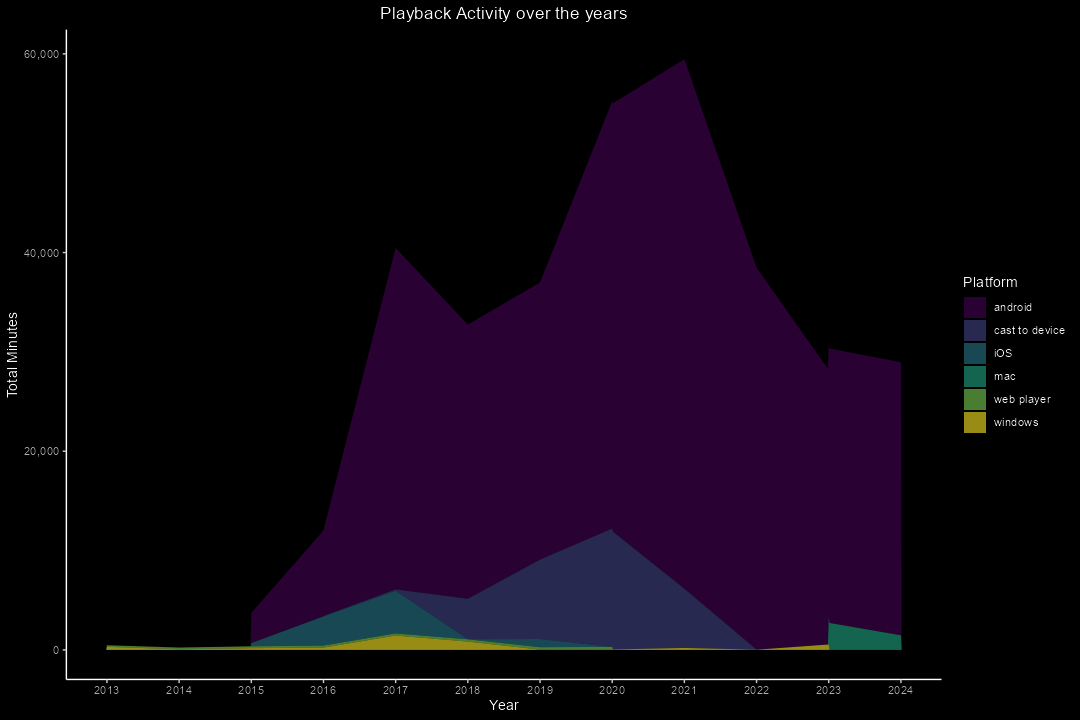 Playback Activity over the years
Total Minutes
60,000
40,000
20,000
0
2013 2014 2015 2016 2017 2018 2019 2020 2021 2022 2023 2024
Year
Platform
android
cast to device
iOS
mac
web player
windows